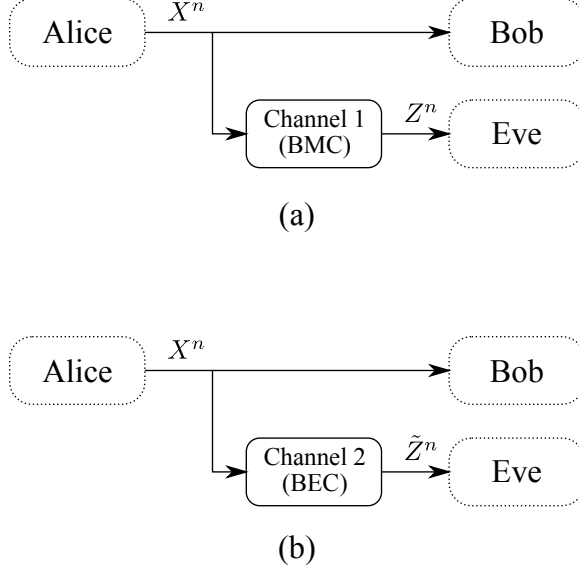 Alice
X^n
Bob
Channel 1
(BMC)
Z^n
Eve
(a)
Alice
X^n
Bob
Channel 2
(BEC)
Z̃^n
Eve
(b)